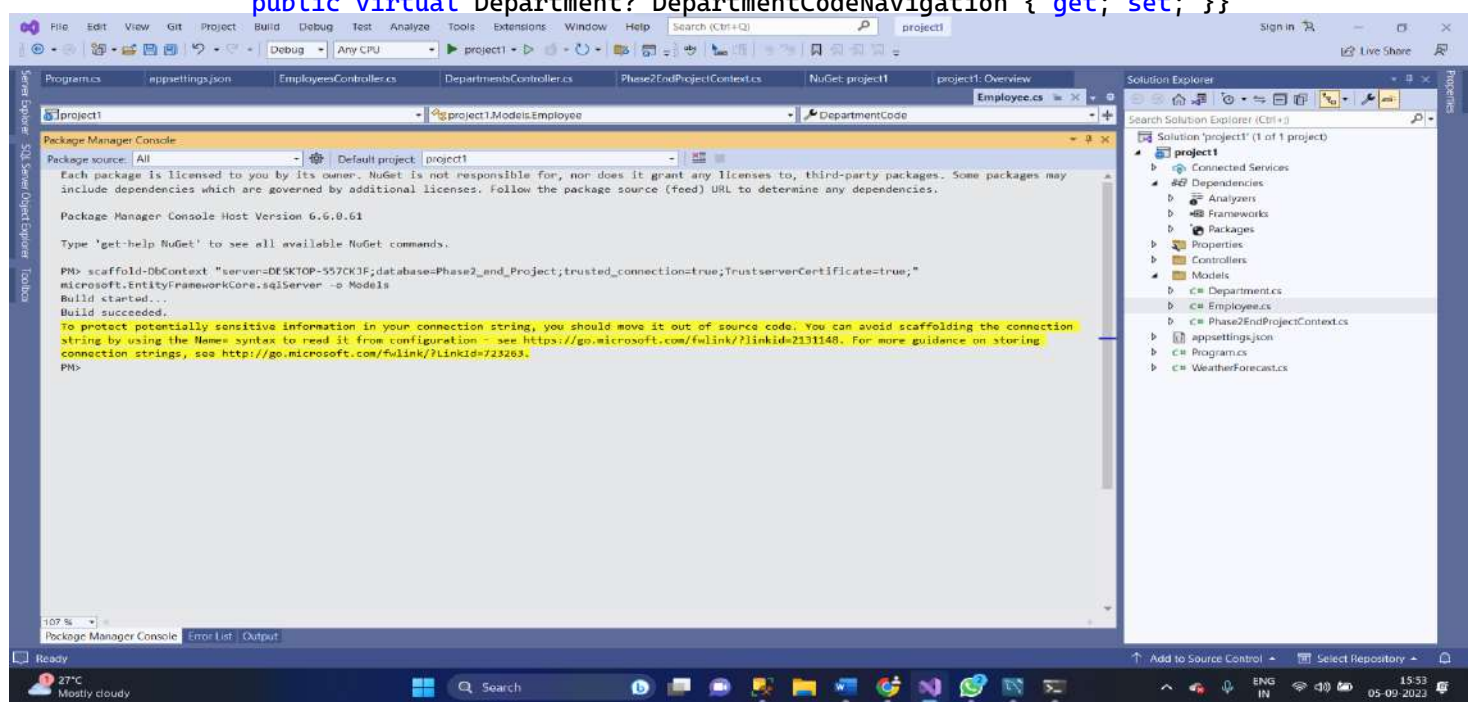 public virtual Department? DepartmentCodeNavigation { get; set; }}
File Edit View Git Project Build Debug Test Analyze Tools Extensions Window Help Search (Ctrl+Q) project1 Sign in
Debug Any CPU project1 Live Share
Program.cs appsettings.json EmployeesController.cs DepartmentsController.cs Phase2EndProjectContext.cs NuGet: project1 project1: Overview
Employee.cs
project1 project1.Models.Employee DepartmentCode
Package Manager Console
Package source: All Default project: project1
Each package is licensed to you by its owner. NuGet is not responsible for, nor does it grant any licenses to, third-party packages. Some packages may
include dependencies which are governed by additional licenses. Follow the package source (feed) URL to determine any dependencies.
Package Manager Console Host Version 6.6.0.61
Type 'get-help NuGet' to see all available NuGet commands.
PM> scaffold-DbContext "server=DESKTOP-557CK3F;database=Phase2_end_Project;trusted_connection=true;TrustserverCertificate=true;"
microsoft.EntityFrameworkCore.sqlServer -o Models
Build started...
Build succeeded.
To protect potentially sensitive information in your connection string, you should move it out of source code. You can avoid scaffolding the connection
string by using the Name= syntax to read it from configuration - see https://go.microsoft.com/fwlink/?linkid=2131148. For more guidance on storing
connection strings, see http://go.microsoft.com/fwlink/?LinkId=723263.
PM>
107 %
Package Manager Console Error List Output
Server Explorer SQL Server Object Explorer Toolbox
Solution Explorer
Search Solution Explorer (Ctrl+;)
Solution 'project1' (1 of 1 project)
project1
Connected Services
Dependencies
Analyzers
Frameworks
Packages
Properties
Controllers
Models
C# Department.cs
C# Employee.cs
C# Phase2EndProjectContext.cs
appsettings.json
C# Program.cs
C# WeatherForecast.cs
Properties
Ready Add to Source Control Select Repository
1 27°C
Mostly cloudy
Search
ENG
IN
15:53
05-09-2023